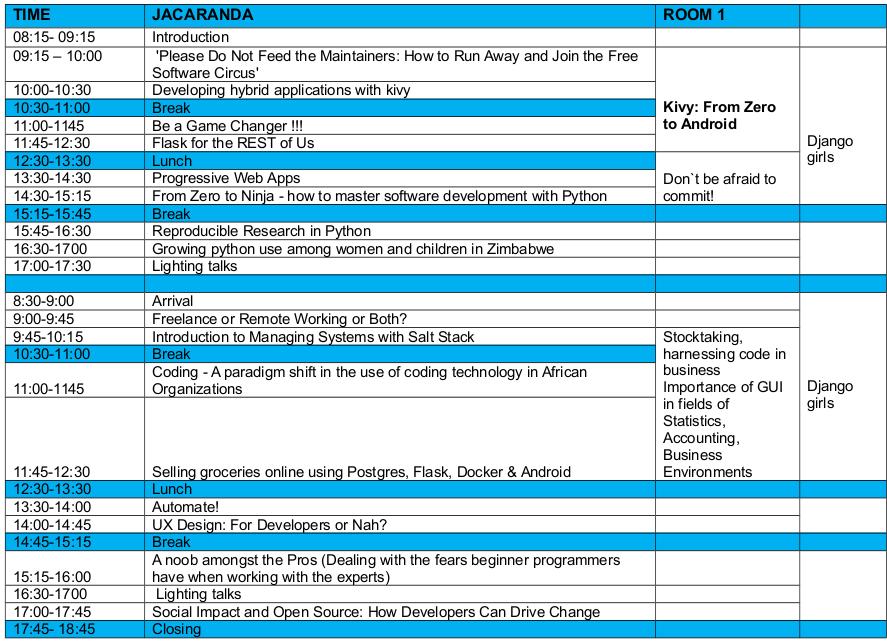 TIME JACARANDA ROOM 1
08:15- 09:15 Introduction
09:15 – 10:00 'Please Do Not Feed the Maintainers: How to Run Away and Join the Free
Software Circus'
10:00-10:30 Developing hybrid applications with kivy
10:30-11:00 Break
11:00-1145 Be a Game Changer !!!
11:45-12:30 Flask for the REST of Us
Kivy: From Zero
to Android
12:30-13:30 Lunch
13:30-14:30 Progressive Web Apps
14:30-15:15 From Zero to Ninja - how to master software development with Python
Don`t be afraid to
commit!
Django
girls
15:15-15:45 Break
15:45-16:30 Reproducible Research in Python
16:30-1700 Growing python use among women and children in Zimbabwe
17:00-17:30 Lighting talks
8:30-9:00 Arrival
9:00-9:45 Freelance or Remote Working or Both?
9:45-10:15 Introduction to Managing Systems with Salt Stack
10:30-11:00 Break
11:00-1145 Coding - A paradigm shift in the use of coding technology in African
Organizations
11:45-12:30 Selling groceries online using Postgres, Flask, Docker & Android
Stocktaking,
harnessing code in
business
Importance of GUI
in fields of
Statistics,
Accounting,
Business
Environments
Django
girls
12:30-13:30 Lunch
13:30-14:00 Automate!
14:00-14:45 UX Design: For Developers or Nah?
14:45-15:15 Break
15:15-16:00 A noob amongst the Pros (Dealing with the fears beginner programmers
have when working with the experts)
16:30-1700 Lighting talks
17:00-17:45 Social Impact and Open Source: How Developers Can Drive Change
17:45- 18:45 Closing